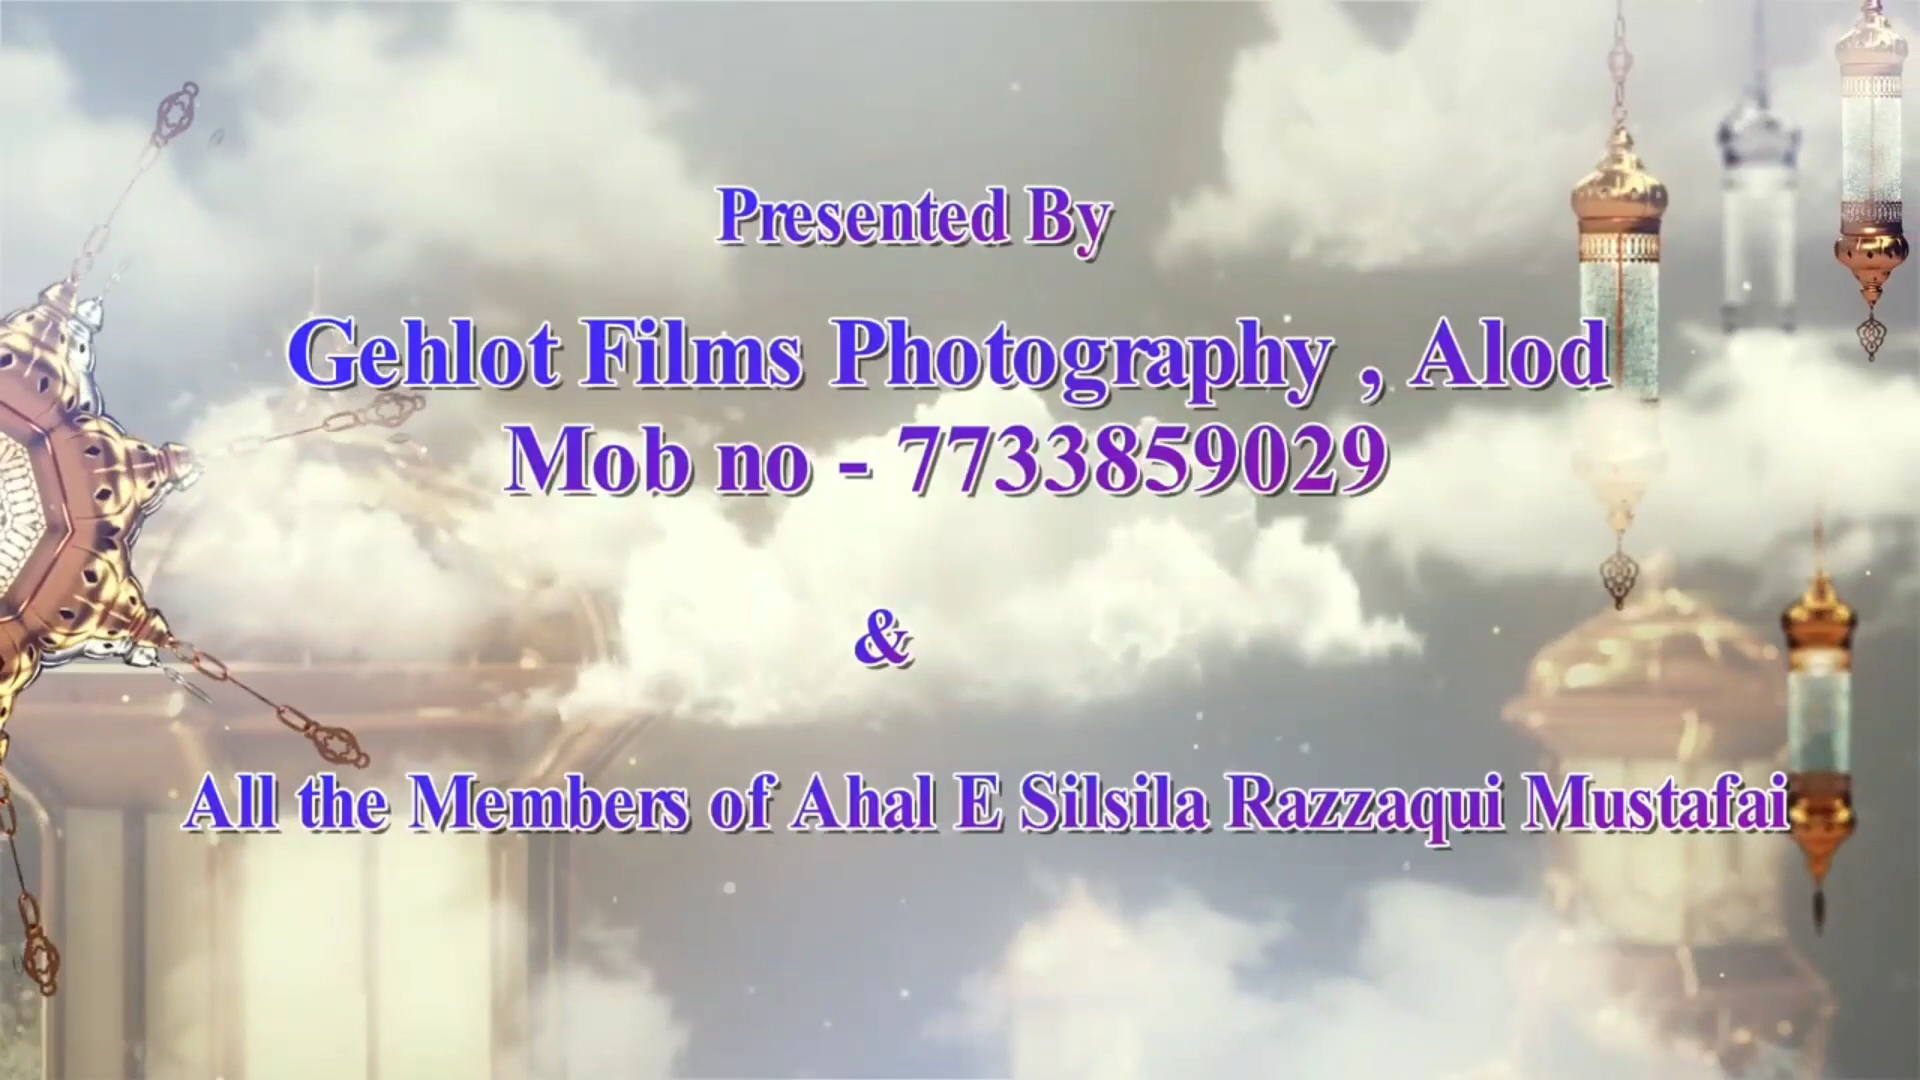 Presented By
Gehlot Films Photography , Alod
Mob no - 7733859029
&
All the Members of Ahal E Silsila Razzaqui Mustafai